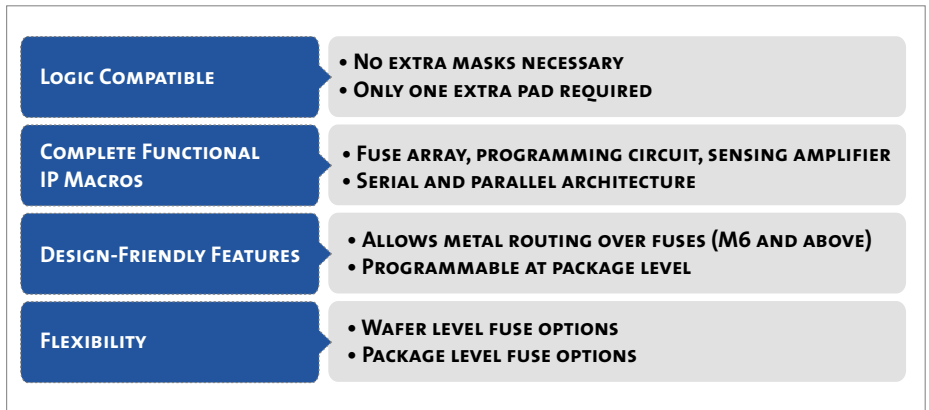 Logic Compatible
• No extra masks necessary
• Only one extra pad required
Complete Functional
IP Macros
• Fuse array, programming circuit, sensing amplifier
• Serial and parallel architecture
Design-Friendly Features
• Allows metal routing over fuses (M6 and above)
• Programmable at package level
Flexibility
• Wafer level fuse options
• Package level fuse options